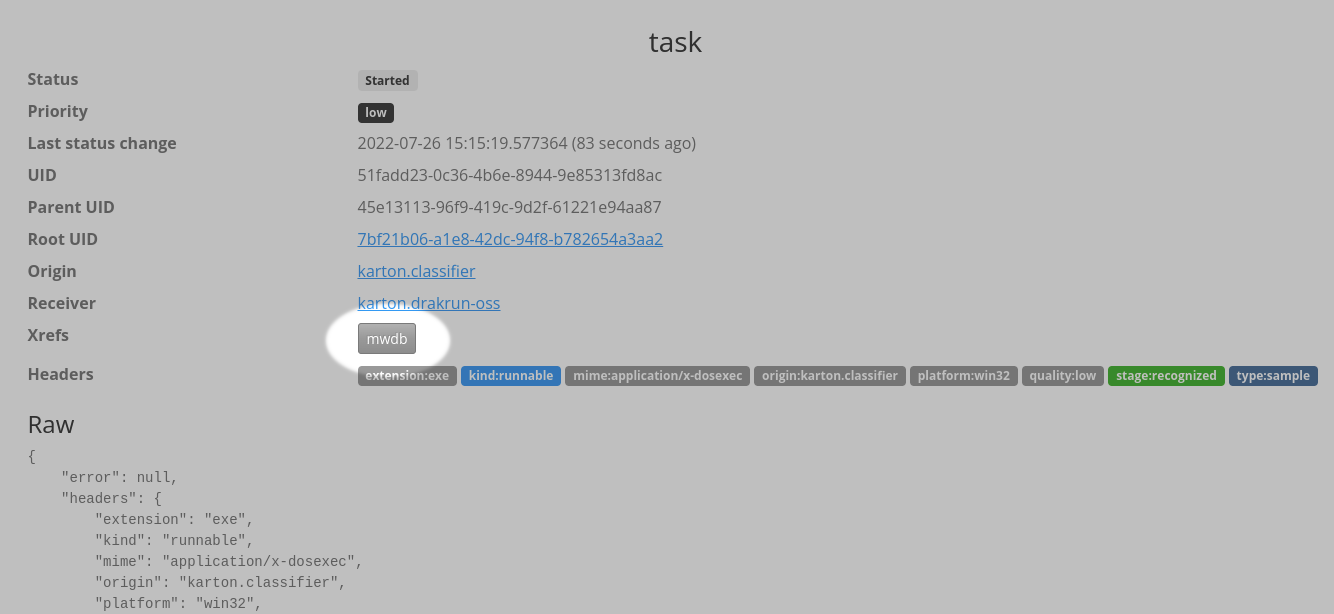 task
Status Started
Priority low
Last status change 2022-07-26 15:15:19.577364 (83 seconds ago)
UID 51fadd23-0c36-4b6e-8944-9e85313fd8ac
Parent UID 45e13113-96f9-419c-9d2f-61221e94aa87
Root UID 7bf21b06-a1e8-42dc-94f8-b782654a3aa2
Origin karton.classifier
Receiver karton.drakrun-oss
Xrefs mwdb
Headers extension:exe kind:runnable mime:application/x-dosexec origin:karton.classifier platform:win32 quality:low stage:recognized type:sample
Raw
{
    "error": null,
    "headers": {
        "extension": "exe",
        "kind": "runnable",
        "mime": "application/x-dosexec",
        "origin": "karton.classifier",
        "platform": "win32",